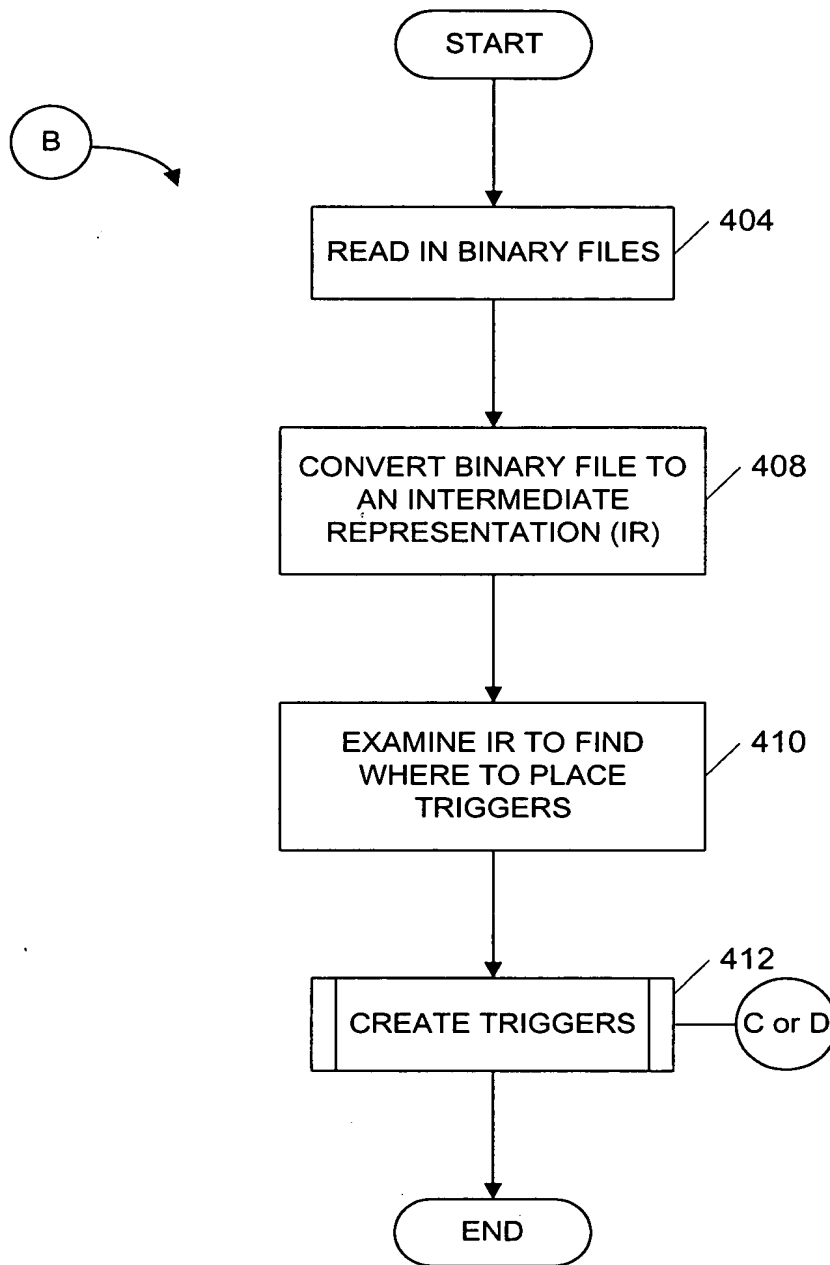 START
B
404
READ IN BINARY FILES
408
CONVERT BINARY FILE TO
AN INTERMEDIATE
REPRESENTATION (IR)
410
EXAMINE IR TO FIND
WHERE TO PLACE
TRIGGERS
412
CREATE TRIGGERS
C or D
END